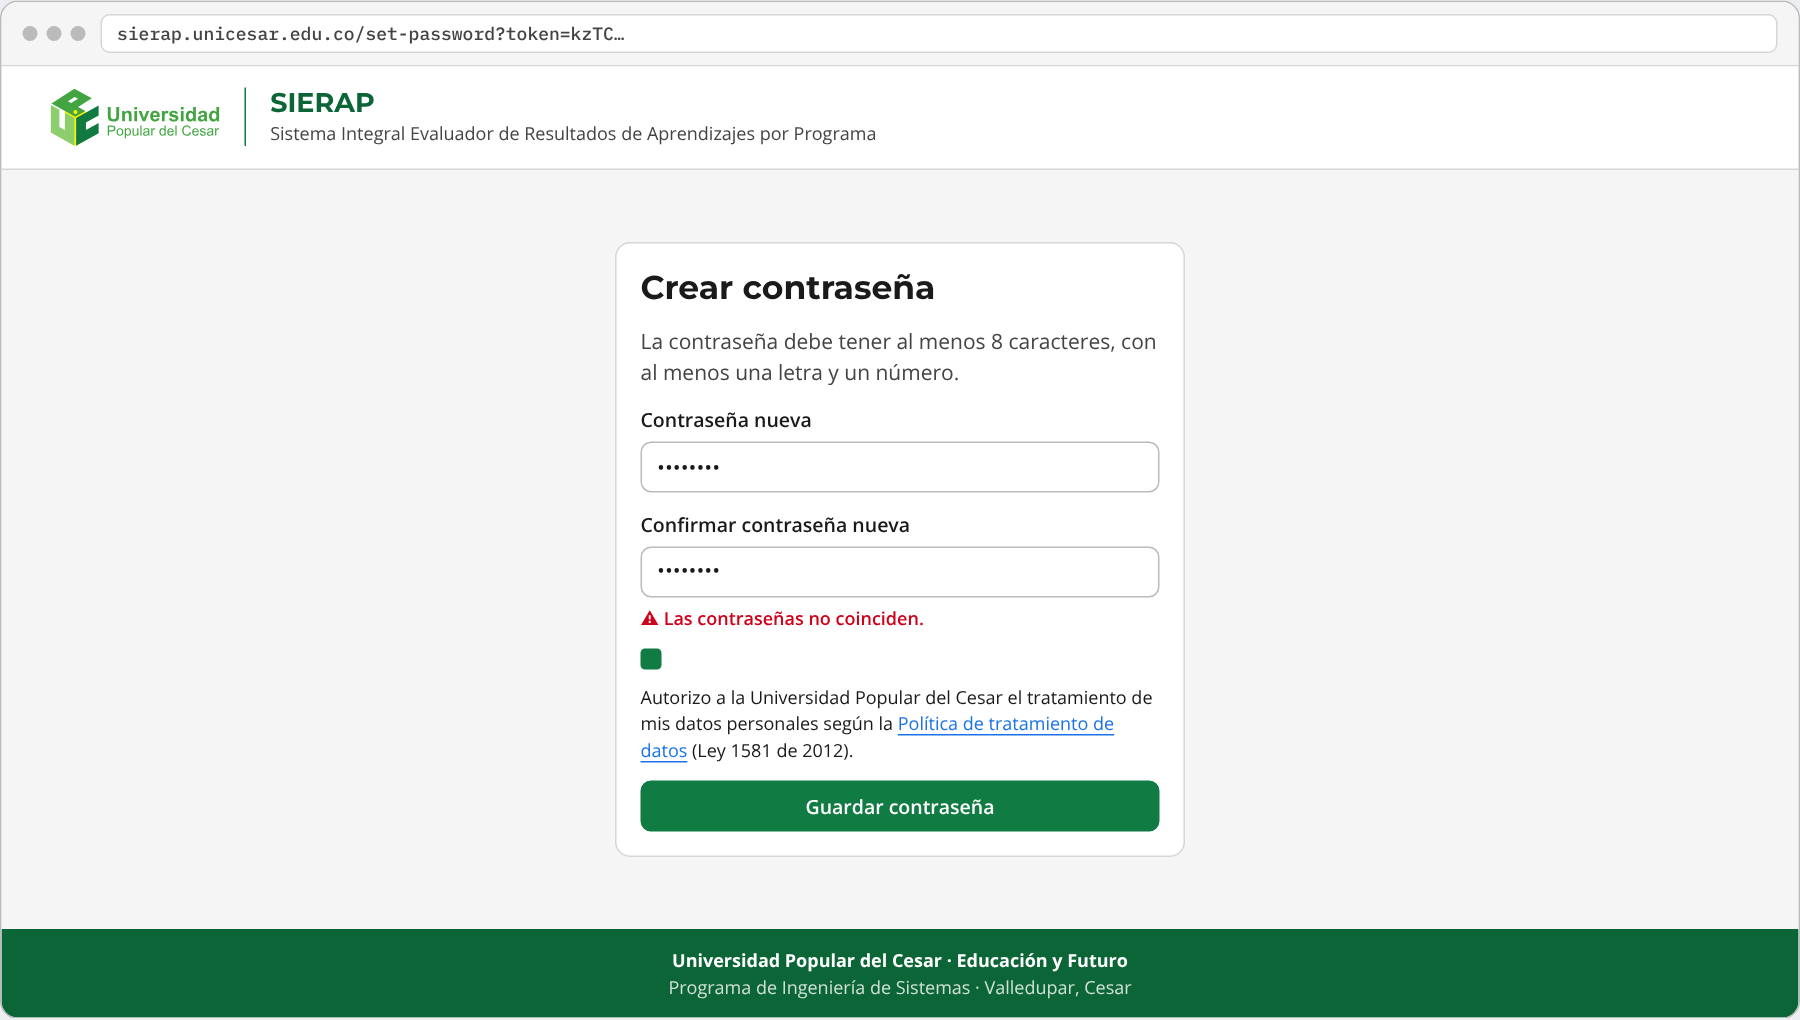 sierap.unicesar.edu.co/set-password?token=kzTC…
Universidad
Popular del Cesar
SIERAP
Sistema Integral Evaluador de Resultados de Aprendizajes por Programa
Crear contraseña
La contraseña debe tener al menos 8 caracteres, con
al menos una letra y un número.
Contraseña nueva
••••••••
Confirmar contraseña nueva
••••••••
Las contraseñas no coinciden.
Autorizo a la Universidad Popular del Cesar el tratamiento de
mis datos personales según la Política de tratamiento de
datos (Ley 1581 de 2012).
Guardar contraseña
Universidad Popular del Cesar · Educación y Futuro
Programa de Ingeniería de Sistemas · Valledupar, Cesar